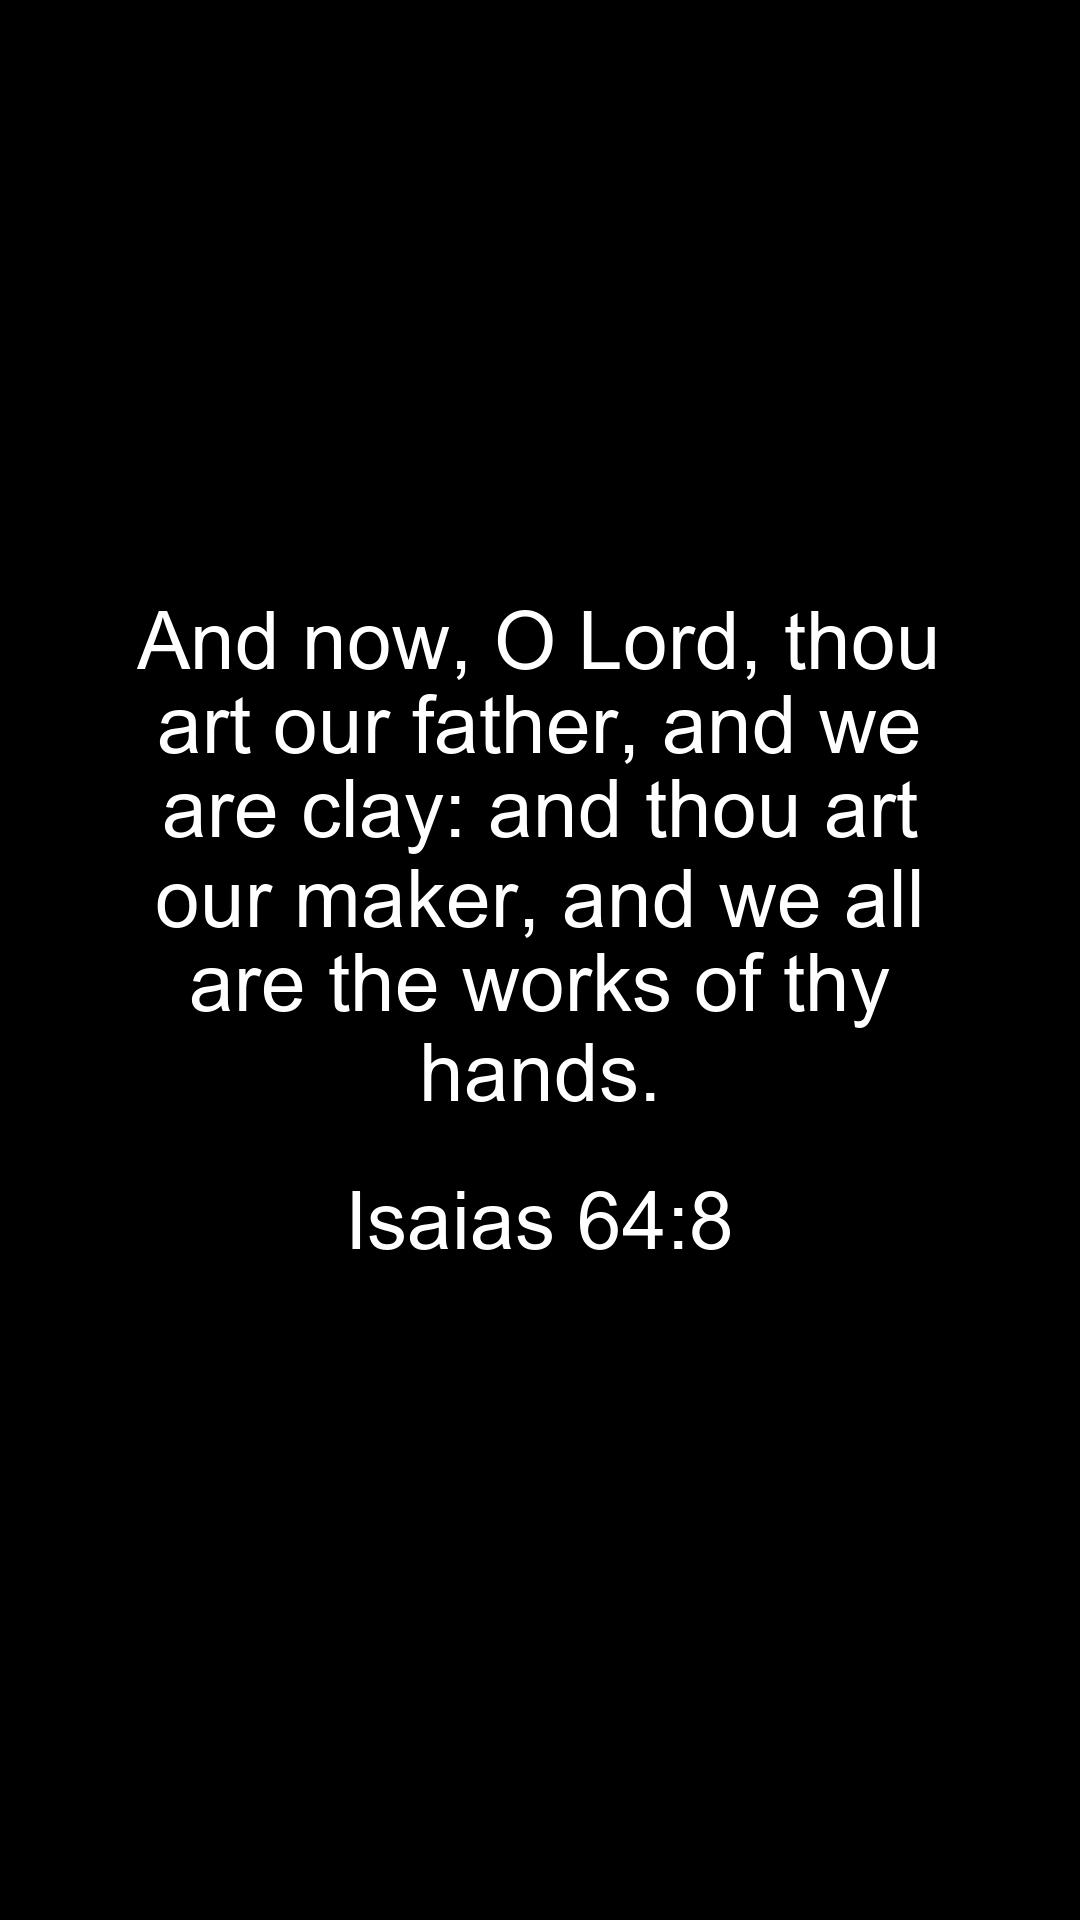 And now, O Lord, thou
art our father, and we
are clay: and thou art
our maker, and we all
are the works of thy
hands.
Isaias 64:8